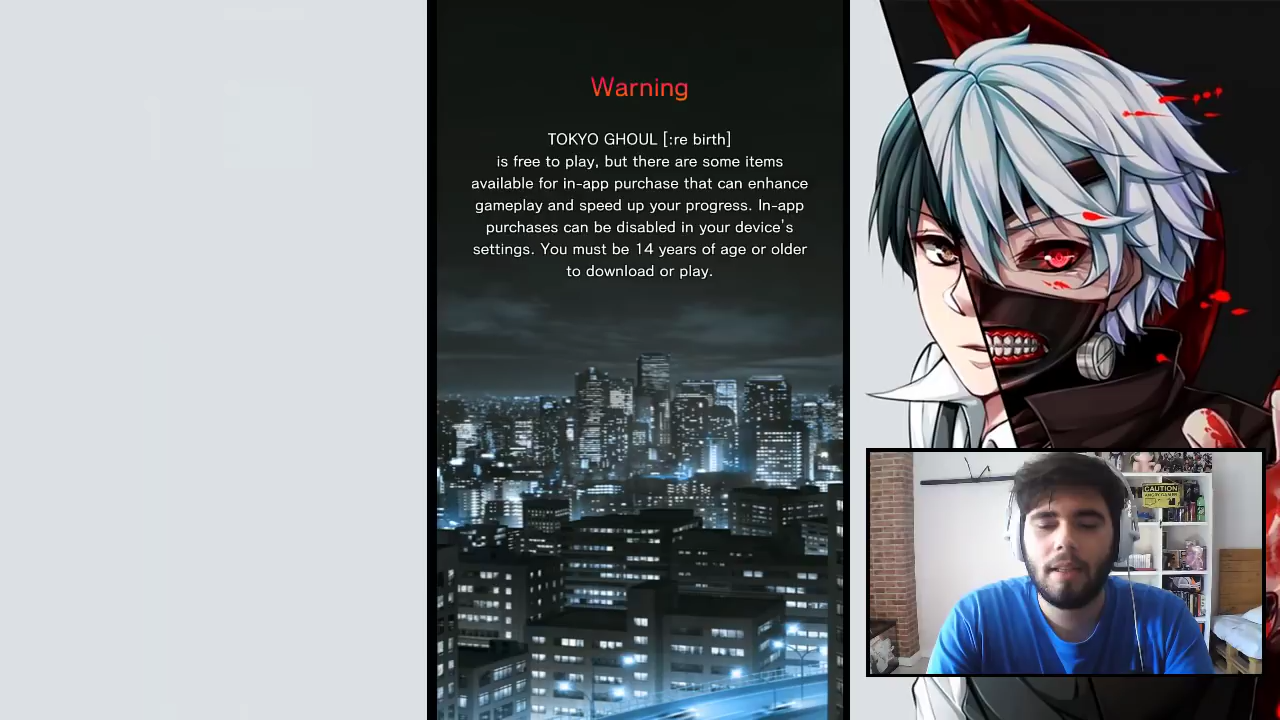 Warning
TOKYO GHOUL [:re birth]
is free to play, but there are some items
available for in-app purchase that can enhance
gameplay and speed up your progress. In-app
purchases can be disabled in your device's
settings. You must be 14 years of age or older
to download or play.
CAUTION